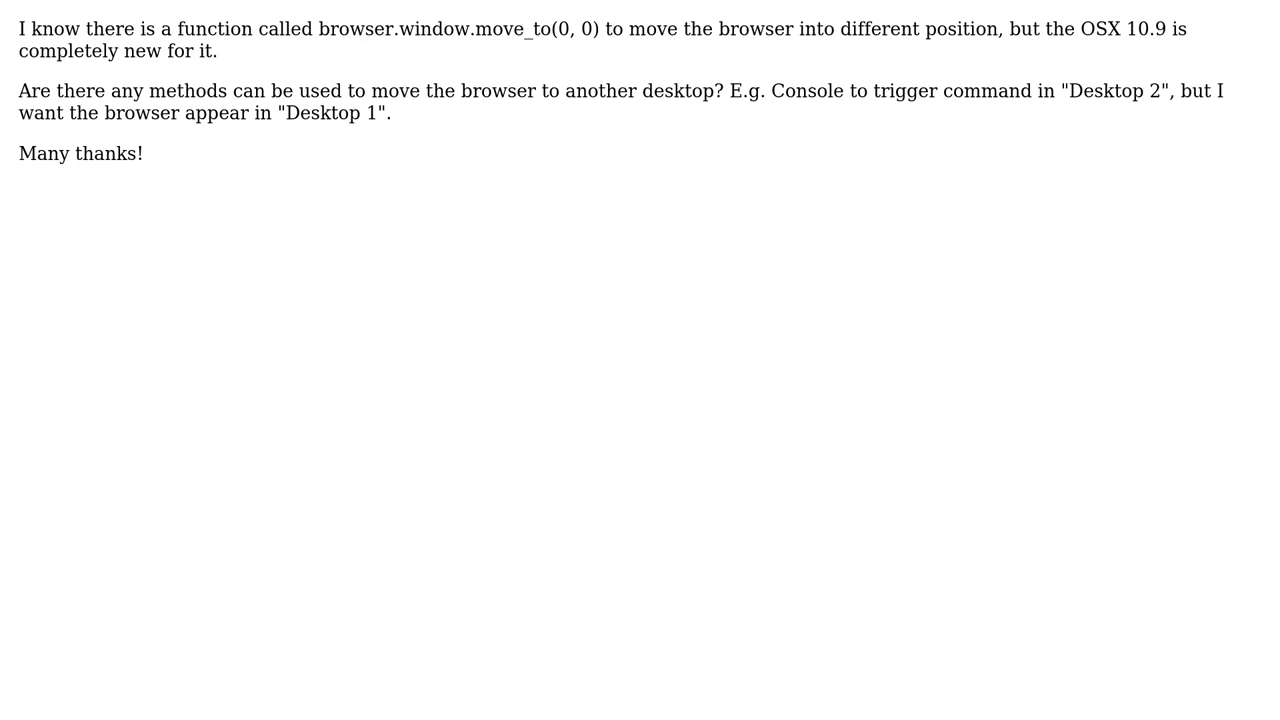 I know there is a function called browser.window.move_to(0, 0) to move the browser into different position, but the OSX 10.9 is
completely new for it.
Are there any methods can be used to move the browser to another desktop? E.g. Console to trigger command in "Desktop 2", but I
want the browser appear in "Desktop 1".
Many thanks!